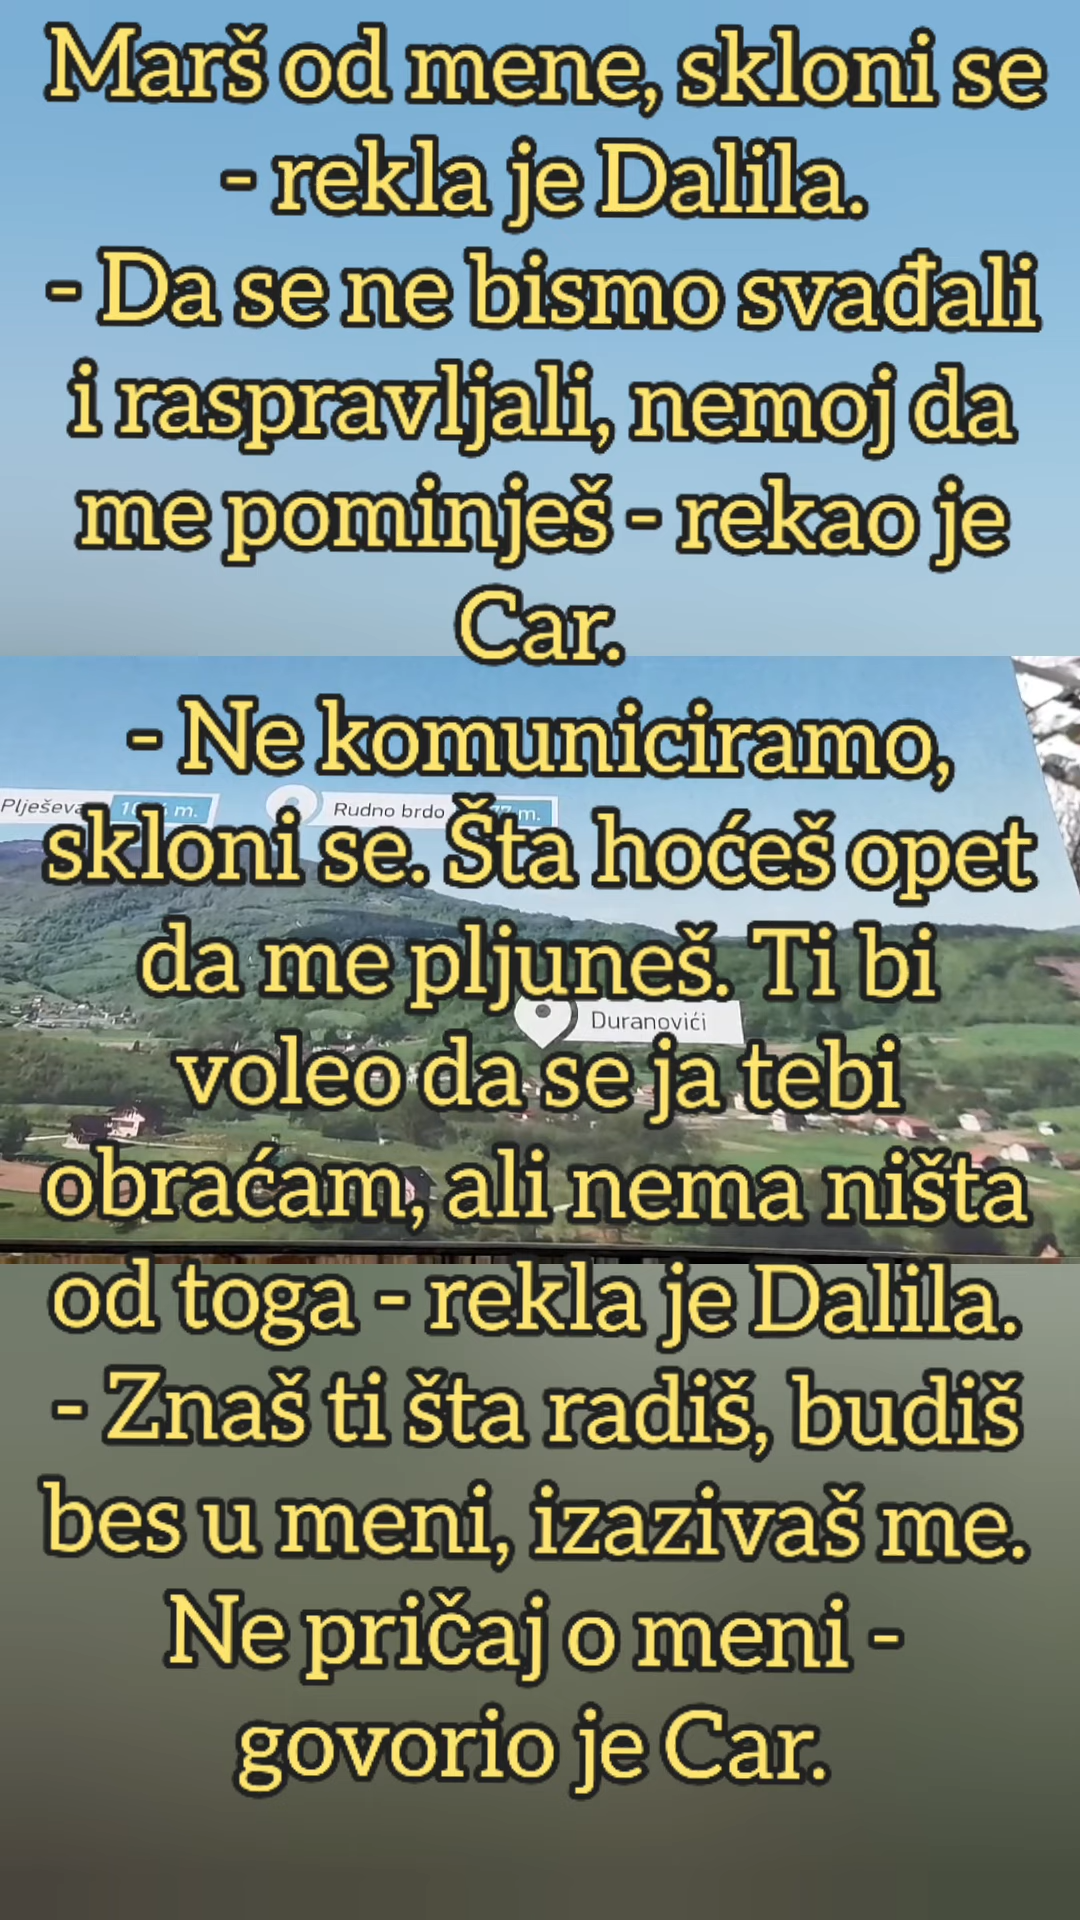 Marš od mene, skloni se
- rekla je Dalila.
- Da se ne bismo svađali
i raspravljali, nemoj da
me pominješ - rekao je
Car.
- Ne komuniciramo,
Rudno brdo
skloni se. Šta hoćeš opet
da me pljuneš. Ti bi
Duranovići
voleo da se ja tebi
obraćam, ali nema ništa
od toga - rekla je Dalila.
- Znaš ti šta radiš, budiš
bes u meni, izazivaš me.
Ne pričaj o meni -
govorio je Car.